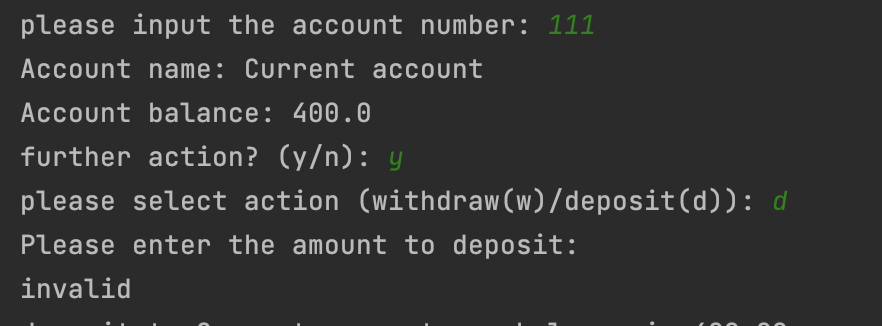 please input the account number: 111
Account name: Current account
Account balance: 400.0
further action? (y/n): y
please select action (withdraw(w)/deposit(d)): d
Please enter the amount to deposit:
invalid